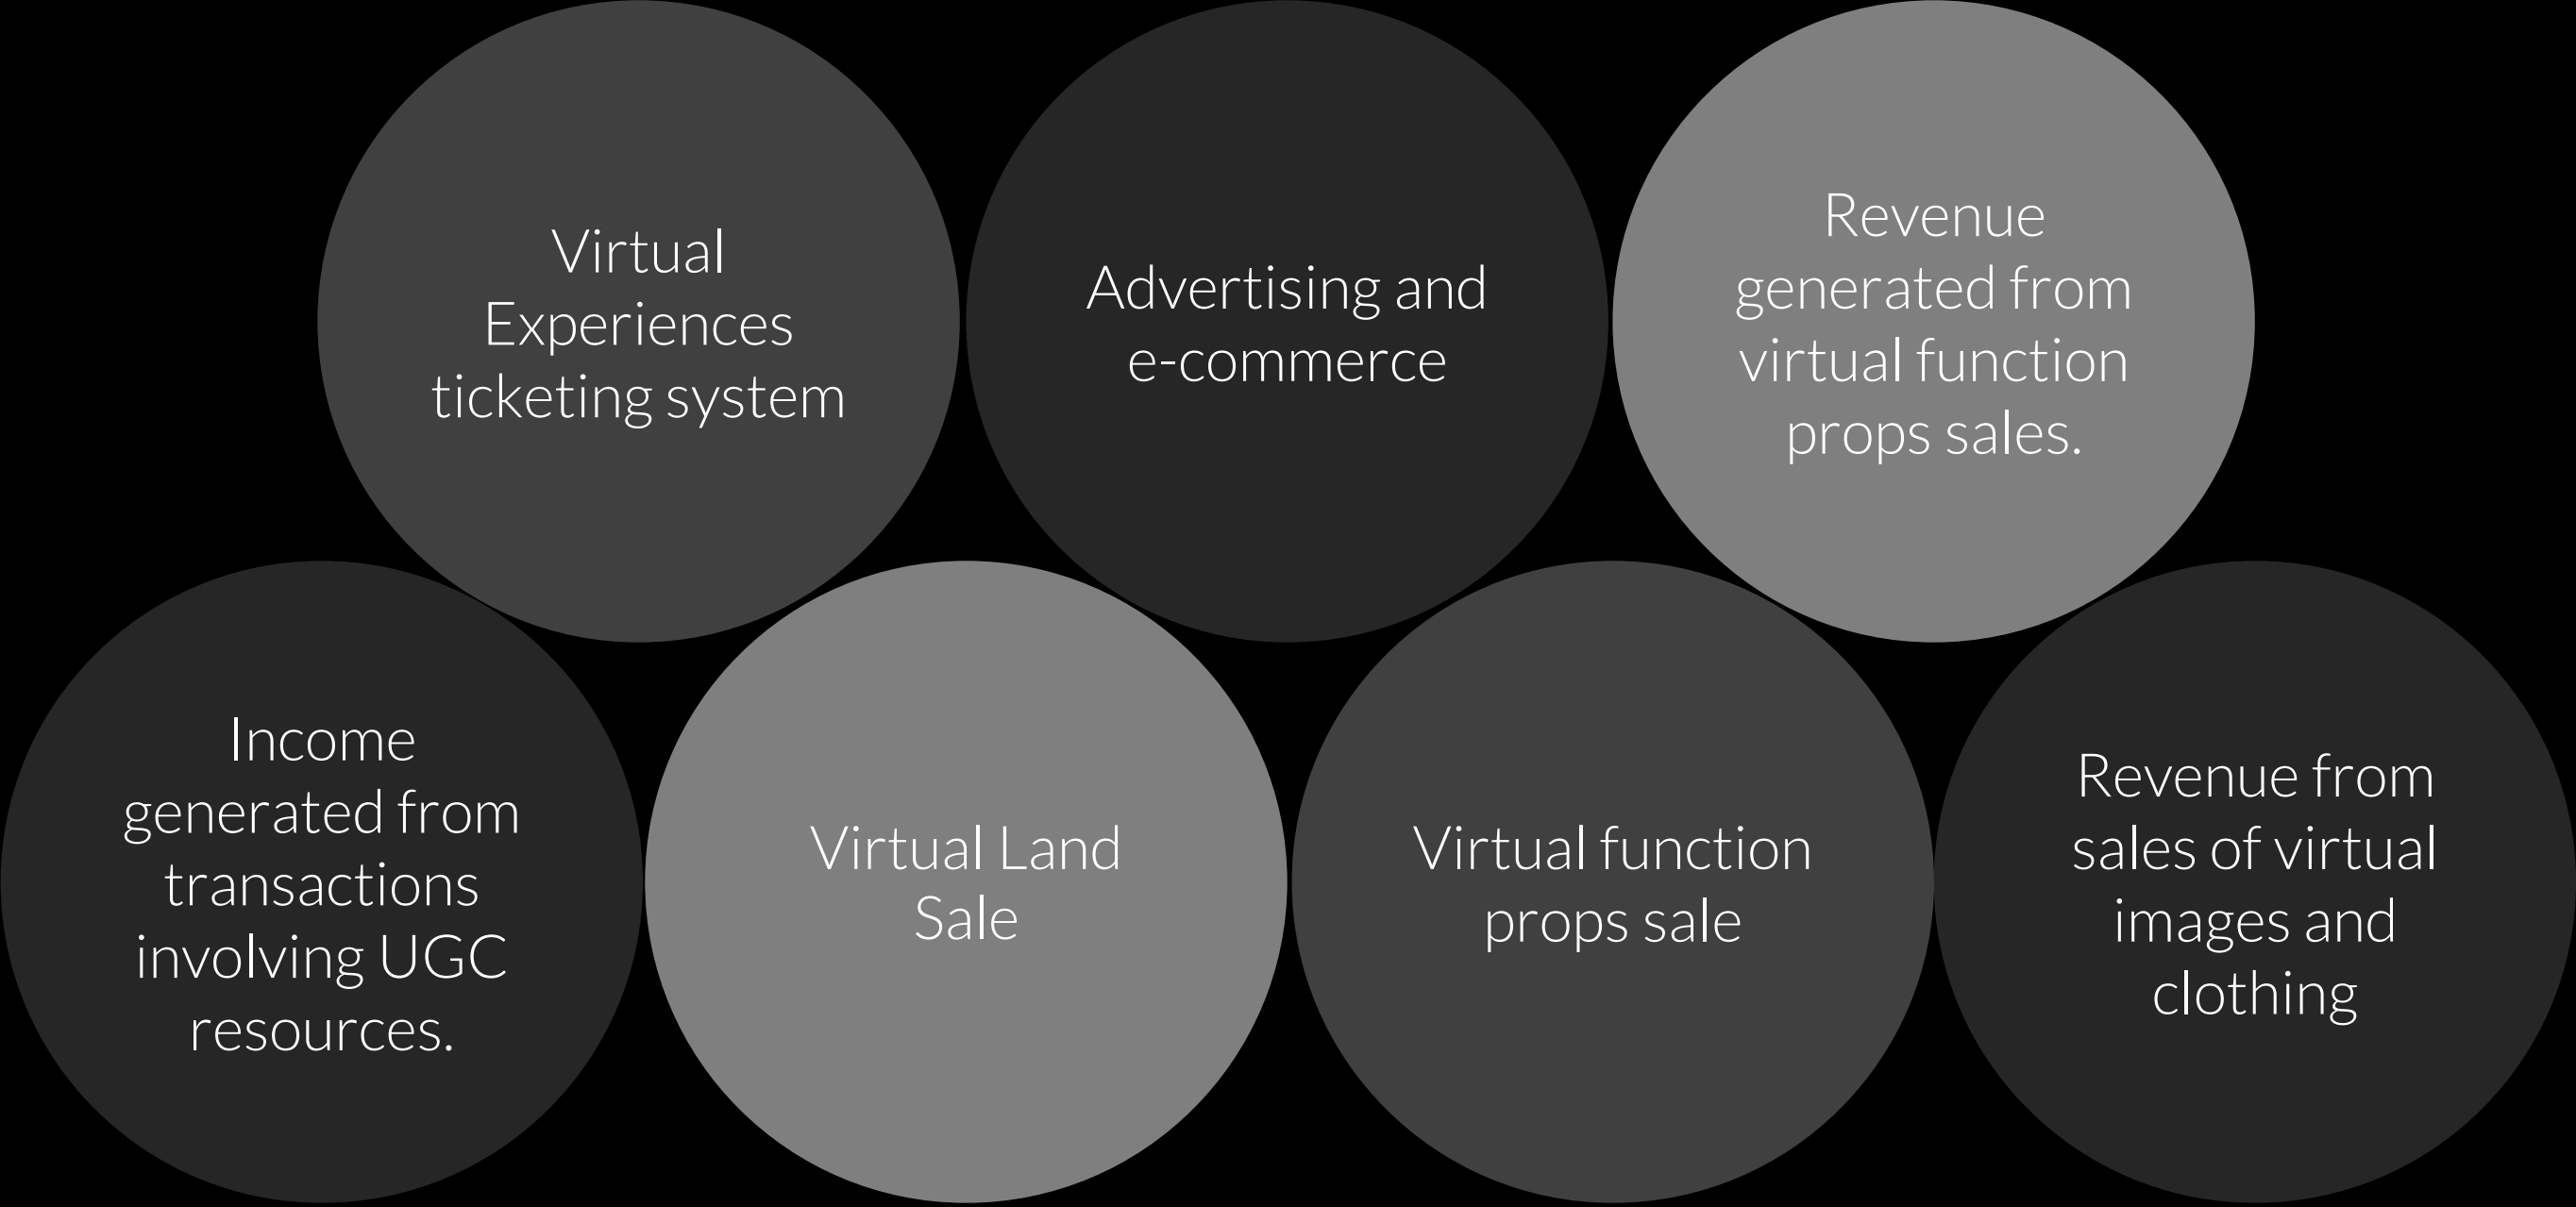 Virtual
Experiences
ticketing system
Advertising and
e-commerce
Revenue
generated from
virtual function
props sales.
Income
generated from
transactions
involving UGC
resources.
Virtual Land
Sale
Virtual function
props sale
Revenue from
sales of virtual
images and
clothing